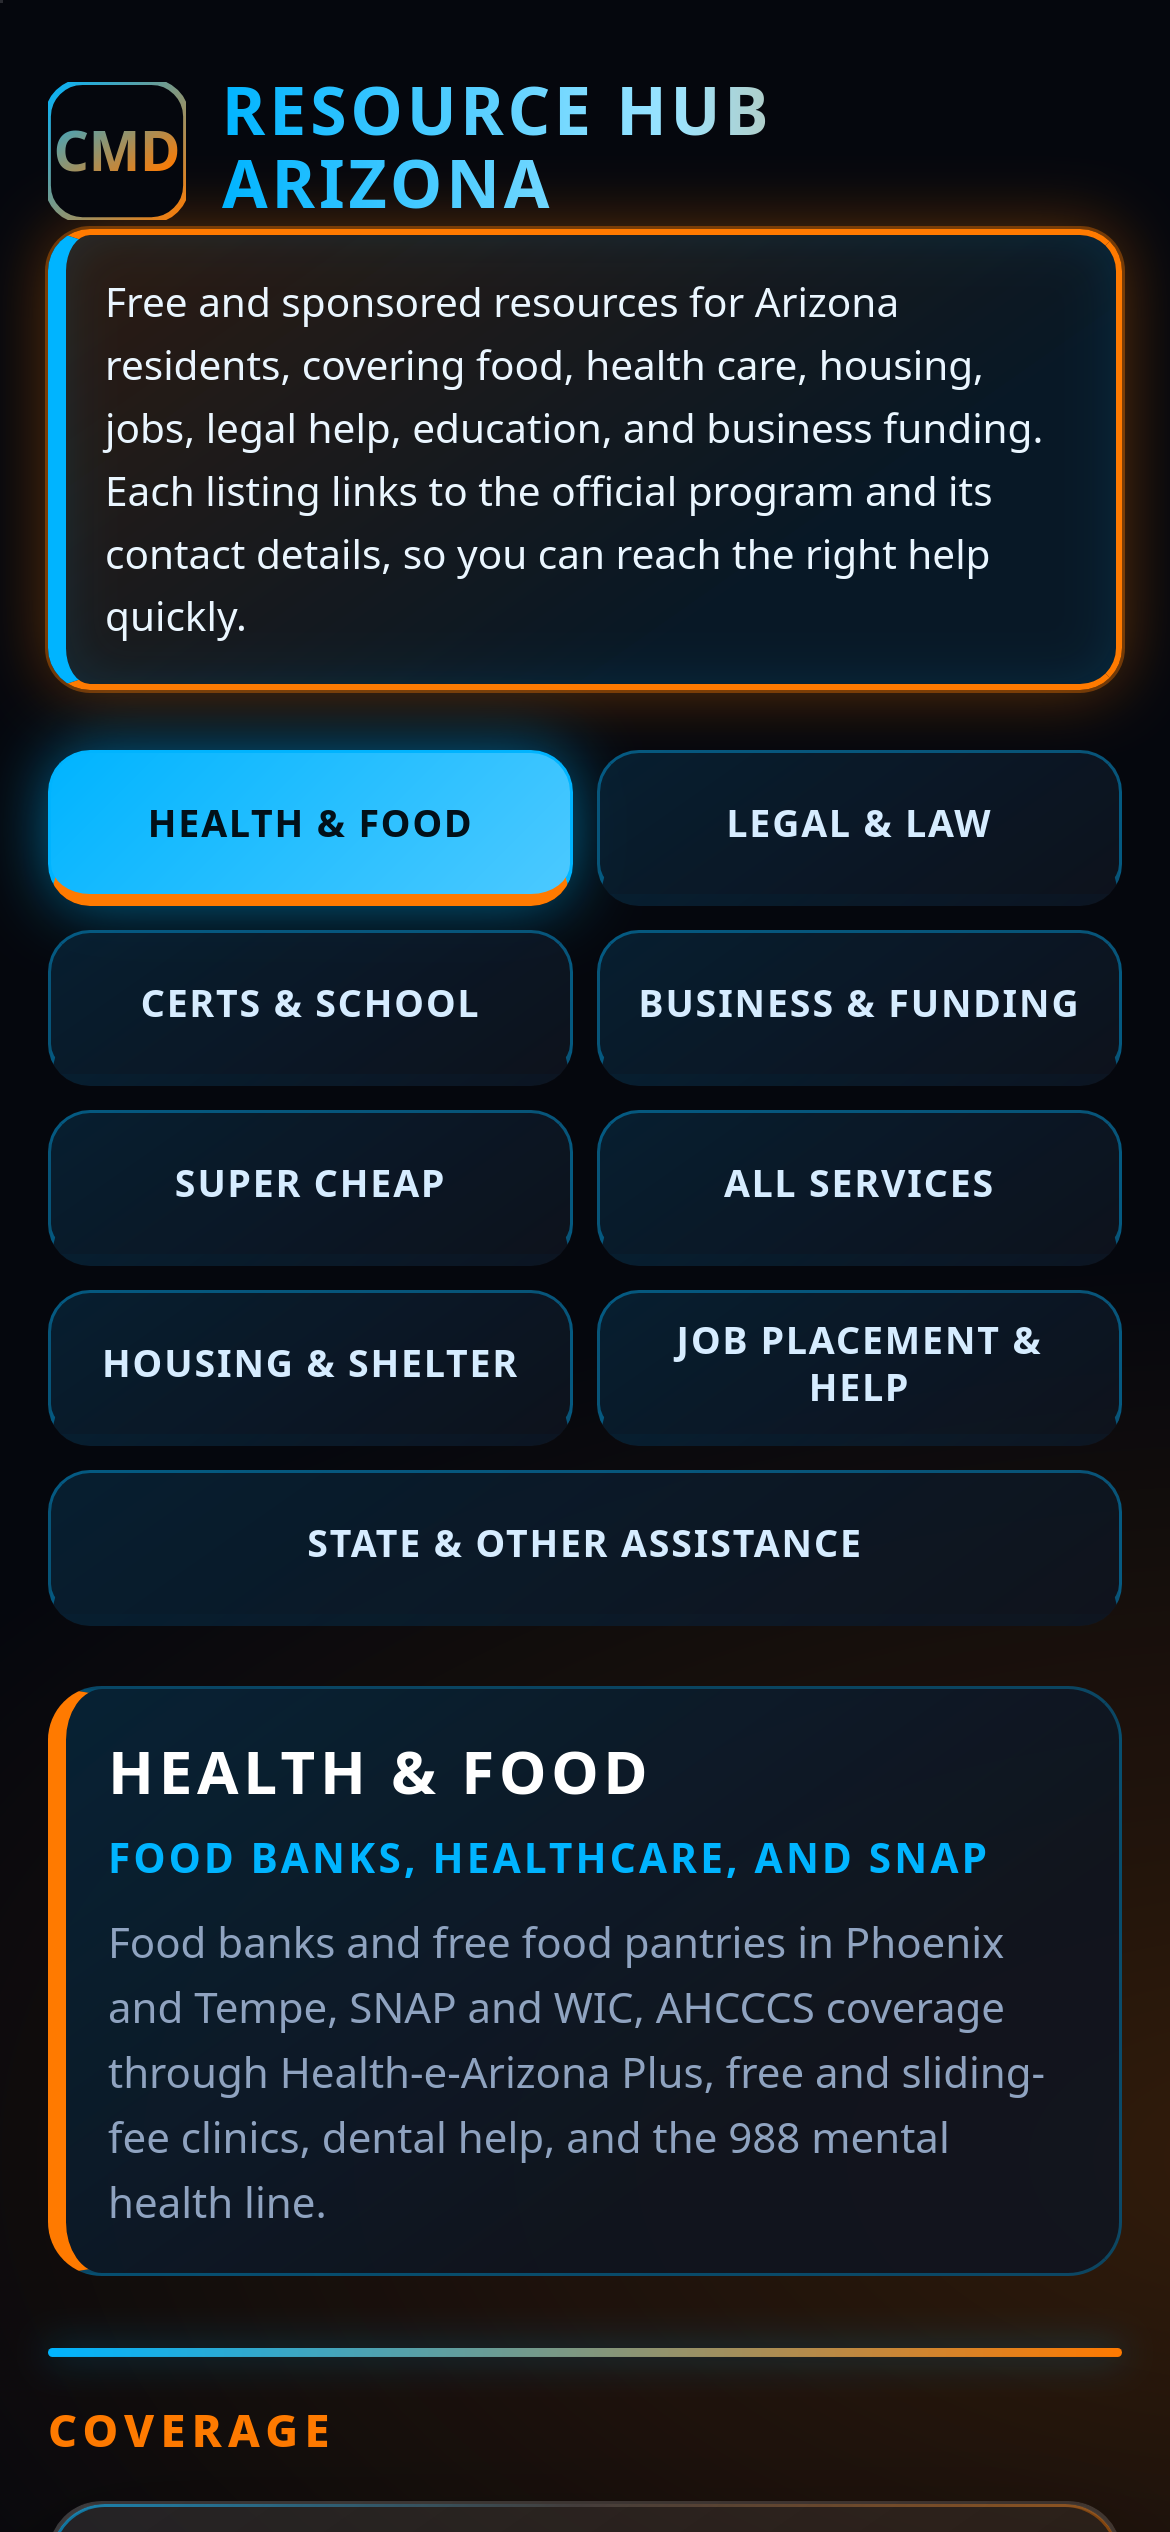 CMD
RESOURCE HUB
ARIZONA
Free and sponsored resources for Arizona
residents, covering food, health care, housing,
jobs, legal help, education, and business funding.
Each listing links to the official program and its
contact details, so you can reach the right help
quickly.
HEALTH & FOOD
LEGAL & LAW
CERTS & SCHOOL
BUSINESS & FUNDING
SUPER CHEAP
ALL SERVICES
HOUSING & SHELTER
JOB PLACEMENT &
HELP
STATE & OTHER ASSISTANCE
HEALTH & FOOD
FOOD BANKS, HEALTHCARE, AND SNAP
Food banks and free food pantries in Phoenix
and Tempe, SNAP and WIC, AHCCCS coverage
through Health-e-Arizona Plus, free and sliding-
fee clinics, dental help, and the 988 mental
health line.
COVERAGE